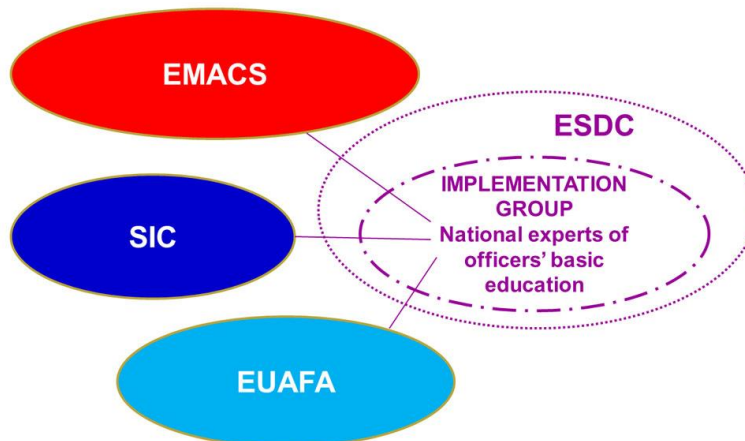 EMACS
ESDC
IMPLEMENTATION
GROUP
National experts of
officers' basic
education
SIC
EUAFA